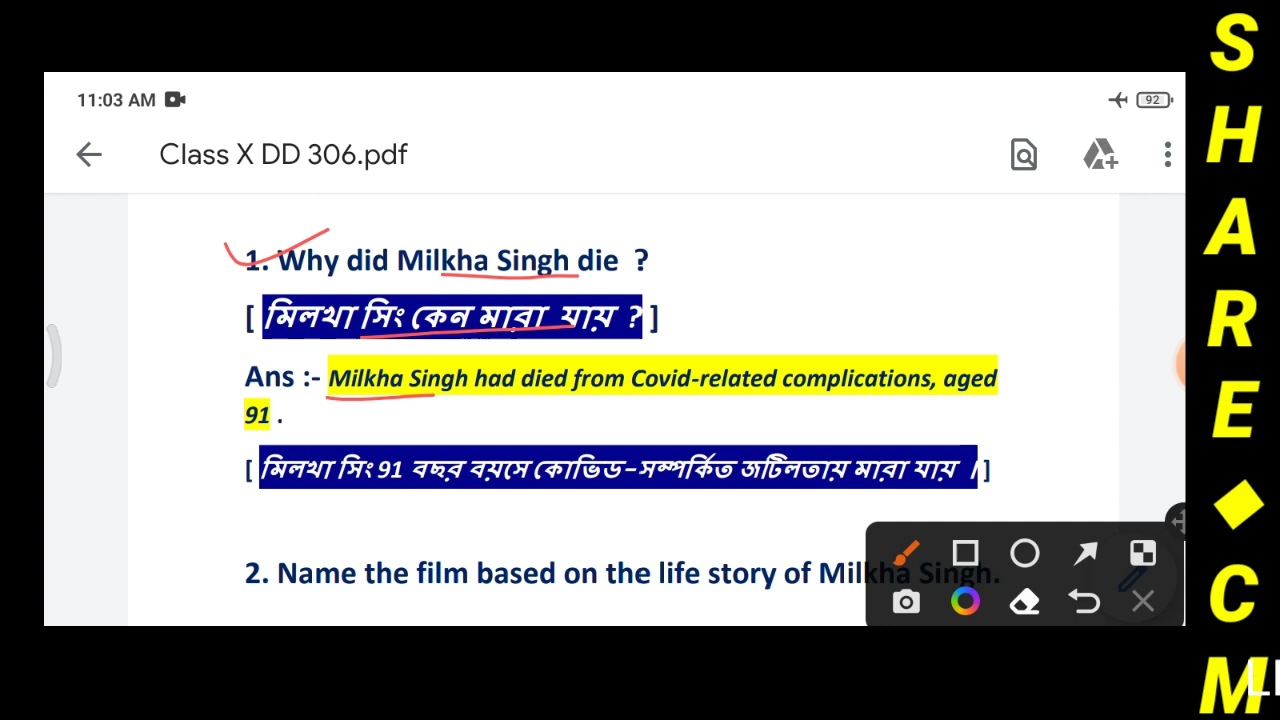 11:03 AM
92
Class X DD 306.pdf
1. Why did Milkha Singh die ?
[ মিলখা সিং কেন মারা যায় ? ]
Ans :- Milkha Singh had died from Covid-related complications, aged
91 .
[ মিলখা সিং 91 বছর বয়সে কোভিড-সম্পর্কিত জটিলতায় মারা যায় । ]
2. Name the film based on the life story of Milkha Singh.
SHARE◆CM